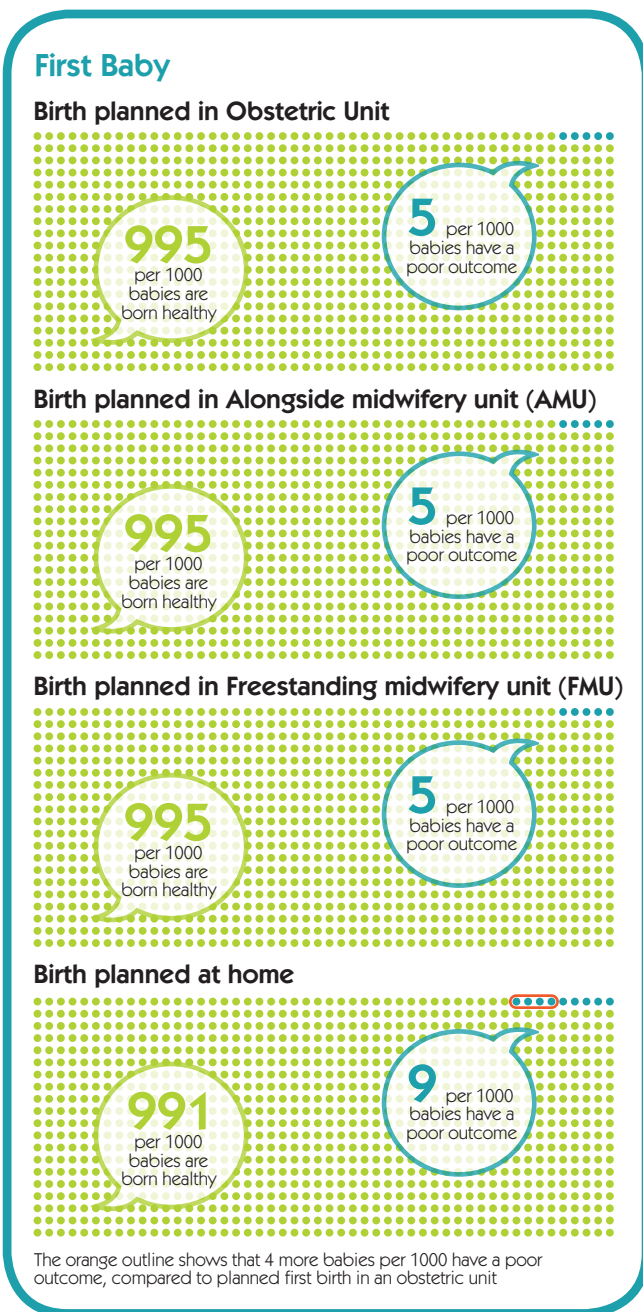 First Baby
Birth planned in Obstetric Unit
995
per 1000
babies are
born healthy
5 per 1000
babies have a
poor outcome
Birth planned in Alongside midwifery unit (AMU)
995
per 1000
babies are
born healthy
5 per 1000
babies have a
poor outcome
Birth planned in Freestanding midwifery unit (FMU)
995
per 1000
babies are
born healthy
5 per 1000
babies have a
poor outcome
Birth planned at home
991
per 1000
babies are
born healthy
9 per 1000
babies have a
poor outcome
The orange outline shows that 4 more babies per 1000 have a poor
outcome, compared to planned first birth in an obstetric unit